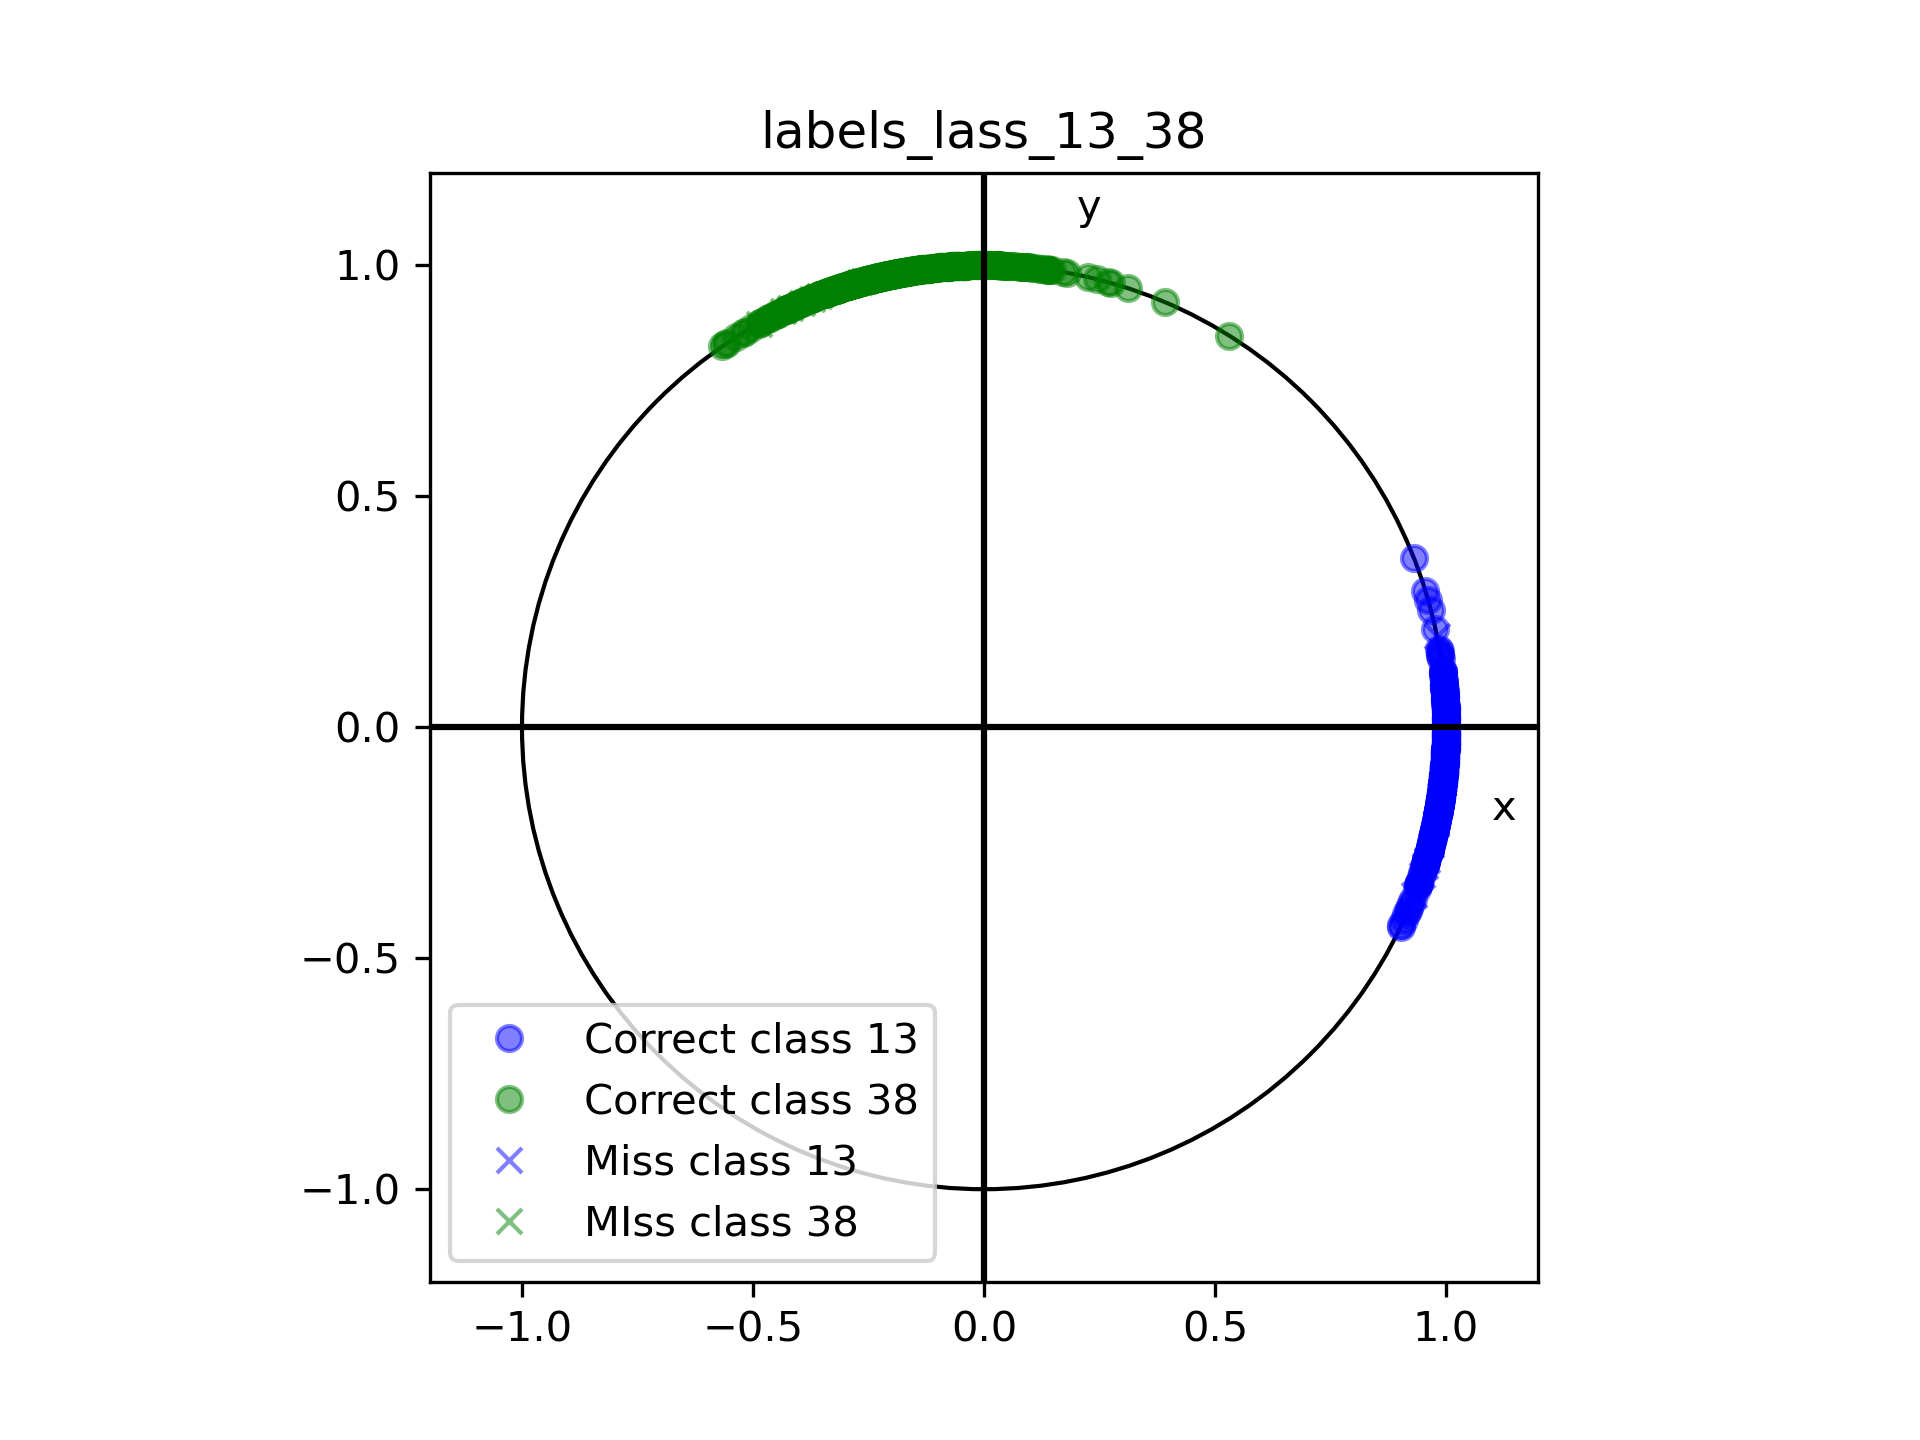 labels_lass_13_38
y
1.0
0.5
0.0
x
−0.5
−1.0
Correct class 13
Correct class 38
Miss class 13
MIss class 38
−1.0 −0.5 0.0 0.5 1.0